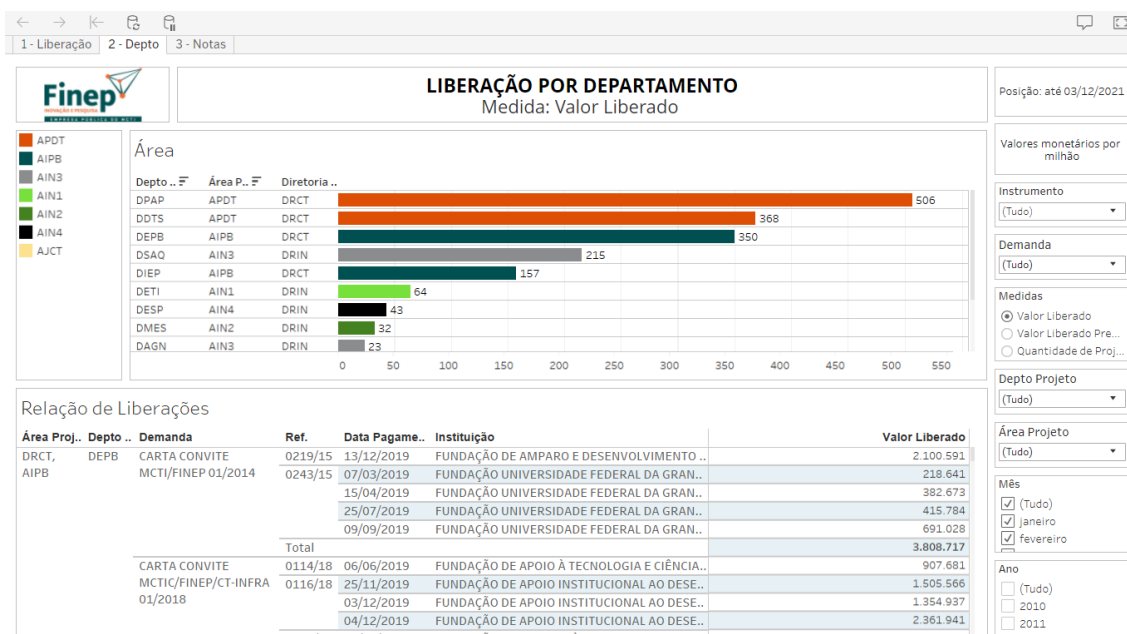 1 - Liberação 2 - Depto 3 - Notas
Finep
INOVAÇÃO E PESQUISA
EMPRESA PÚBLICA DO MCTI
LIBERAÇÃO POR DEPARTAMENTO
Medida: Valor Liberado
Posição: até 03/12/2021
Valores monetários por
milhão
APDT
AIPB
AIN3
AIN1
AIN2
AIN4
AJCT
Área
Depto .. Área P.. Diretoria ..
DPAP APDT DRCT 506
DDTS APDT DRCT 368
DEPB AIPB DRCT 350
DSAQ AIN3 DRIN 215
DIEP AIPB DRCT 157
DETI AIN1 DRIN 64
DESP AIN4 DRIN 43
DMES AIN2 DRIN 32
DAGN AIN3 DRIN 23
0 50 100 150 200 250 300 350 400 450 500 550
Instrumento
(Tudo)
Demanda
(Tudo)
Medidas
Valor Liberado
Valor Liberado Pre...
Quantidade de Proj...
Depto Projeto
(Tudo)
Área Projeto
(Tudo)
Mês
(Tudo)
janeiro
fevereiro
Ano
(Tudo)
2010
2011
Relação de Liberações
Área Proj.. Depto .. Demanda Ref. Data Pagame.. Instituição Valor Liberado
DRCT, DEPB CARTA CONVITE 0219/15 13/12/2019 FUNDAÇÃO DE AMPARO E DESENVOLVIMENTO .. 2.100.591
AIPB MCTI/FINEP 01/2014 0243/15 07/03/2019 FUNDAÇÃO UNIVERSIDADE FEDERAL DA GRAN.. 218.641
15/04/2019 FUNDAÇÃO UNIVERSIDADE FEDERAL DA GRAN.. 382.673
25/07/2019 FUNDAÇÃO UNIVERSIDADE FEDERAL DA GRAN.. 415.784
09/09/2019 FUNDAÇÃO UNIVERSIDADE FEDERAL DA GRAN.. 691.028
Total 3.808.717
CARTA CONVITE 0114/18 06/06/2019 FUNDAÇÃO DE APOIO À TECNOLOGIA E CIÊNCIA.. 907.681
MCTIC/FINEP/CT-INFRA 0116/18 25/11/2019 FUNDAÇÃO DE APOIO INSTITUCIONAL AO DESE.. 1.505.566
01/2018 03/12/2019 FUNDAÇÃO DE APOIO INSTITUCIONAL AO DESE.. 1.354.937
04/12/2019 FUNDAÇÃO DE APOIO INSTITUCIONAL AO DESE.. 2.361.941